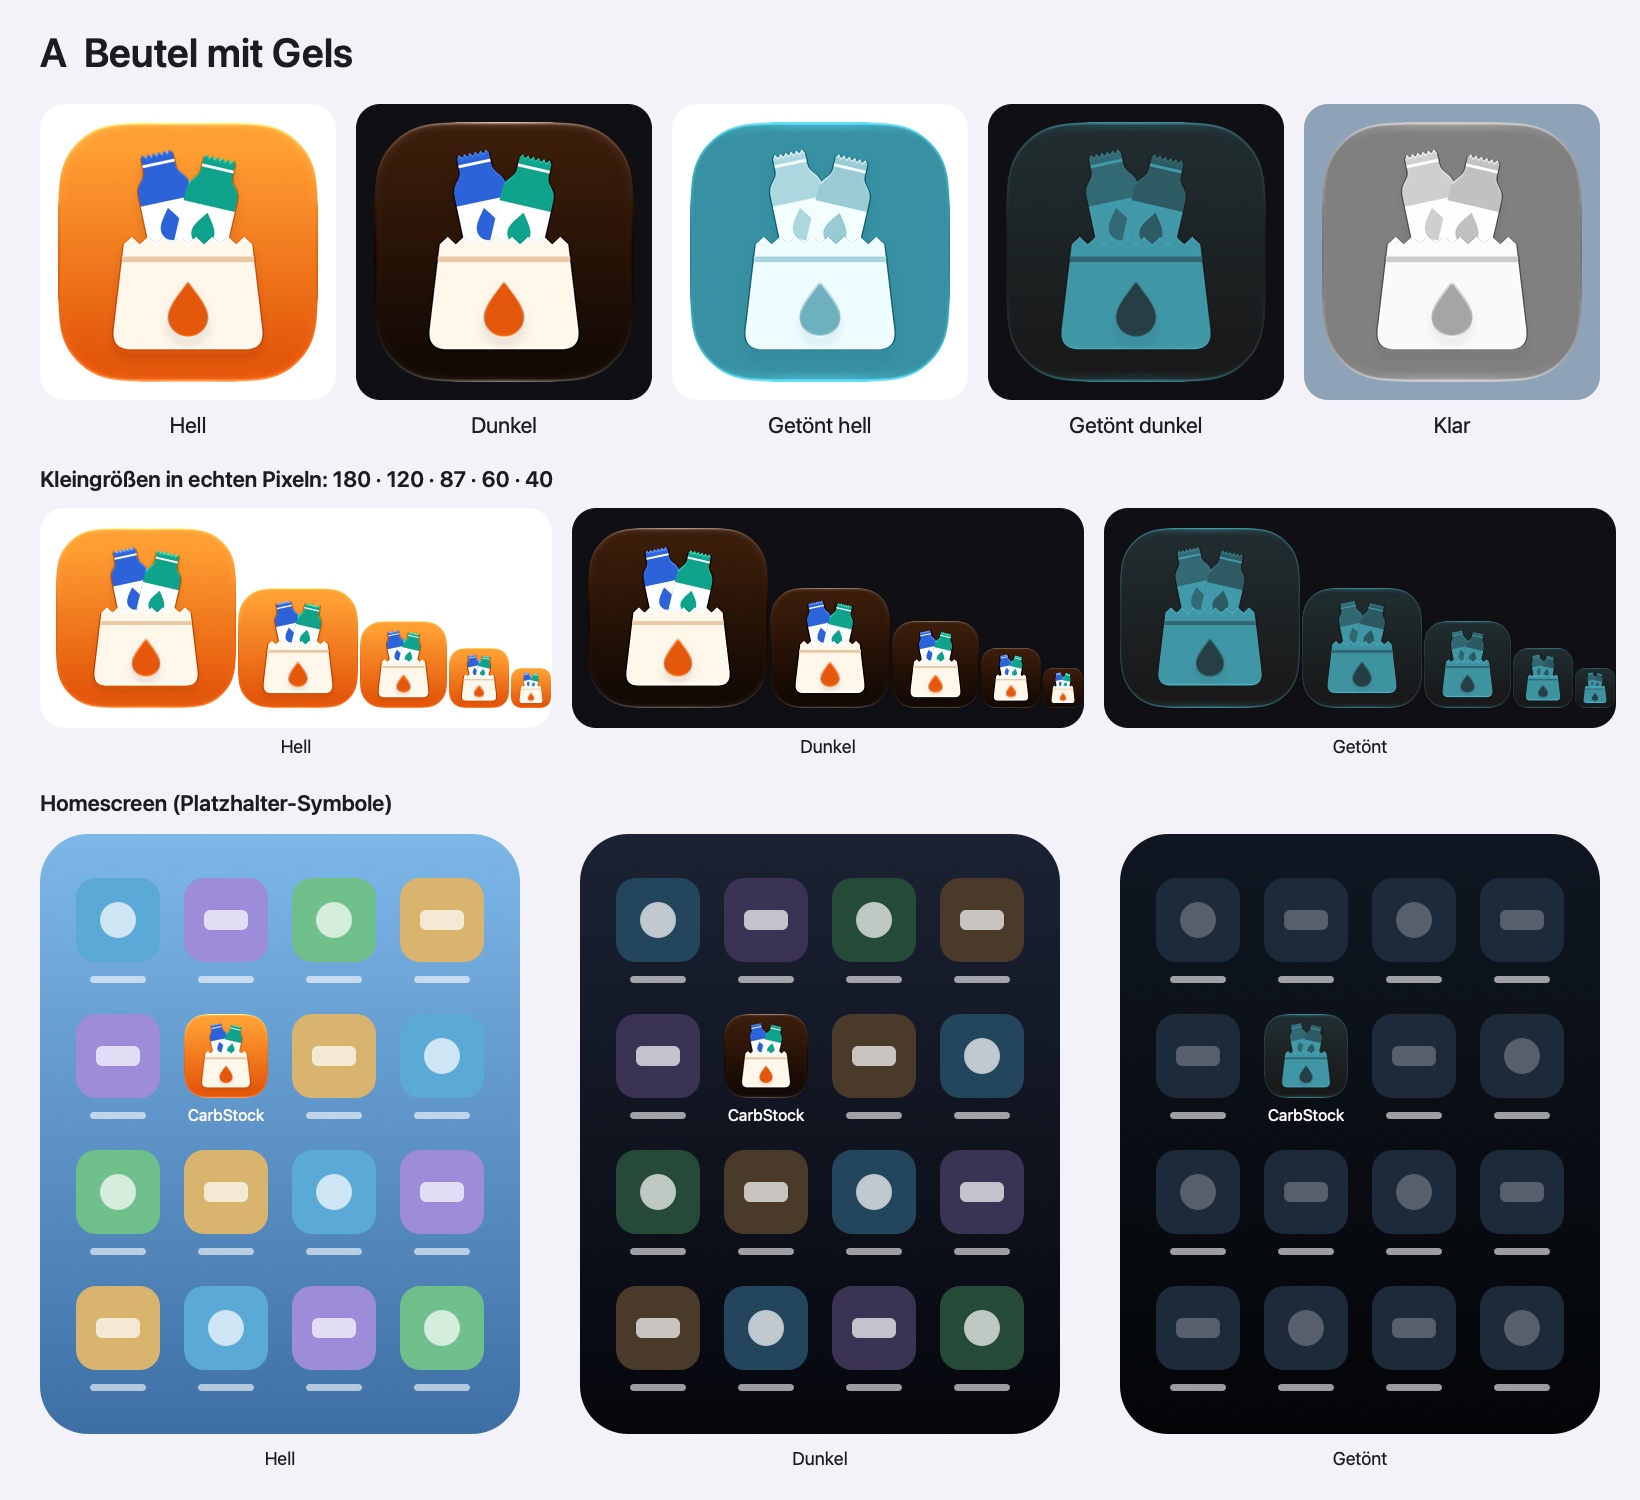 A Beutel mit Gels
Hell
Dunkel
Getönt hell
Getönt dunkel
Klar
Kleingrößen in echten Pixeln: 180 · 120 · 87 · 60 · 40
Hell
Dunkel
Getönt
Homescreen (Platzhalter-Symbole)
CarbStock
CarbStock
CarbStock
Hell
Dunkel
Getönt